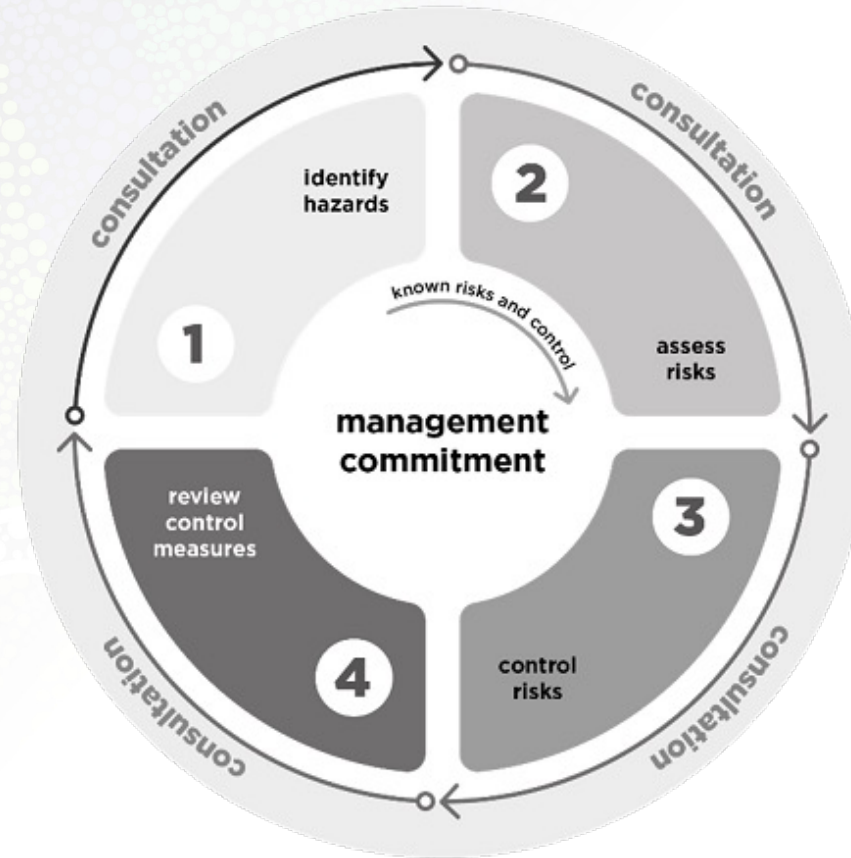 consultation
consultation
identify
hazards
1
2
assess
risks
known risks and control
management
commitment
3
control
risks
review
control
measures
4
consultation
consultation